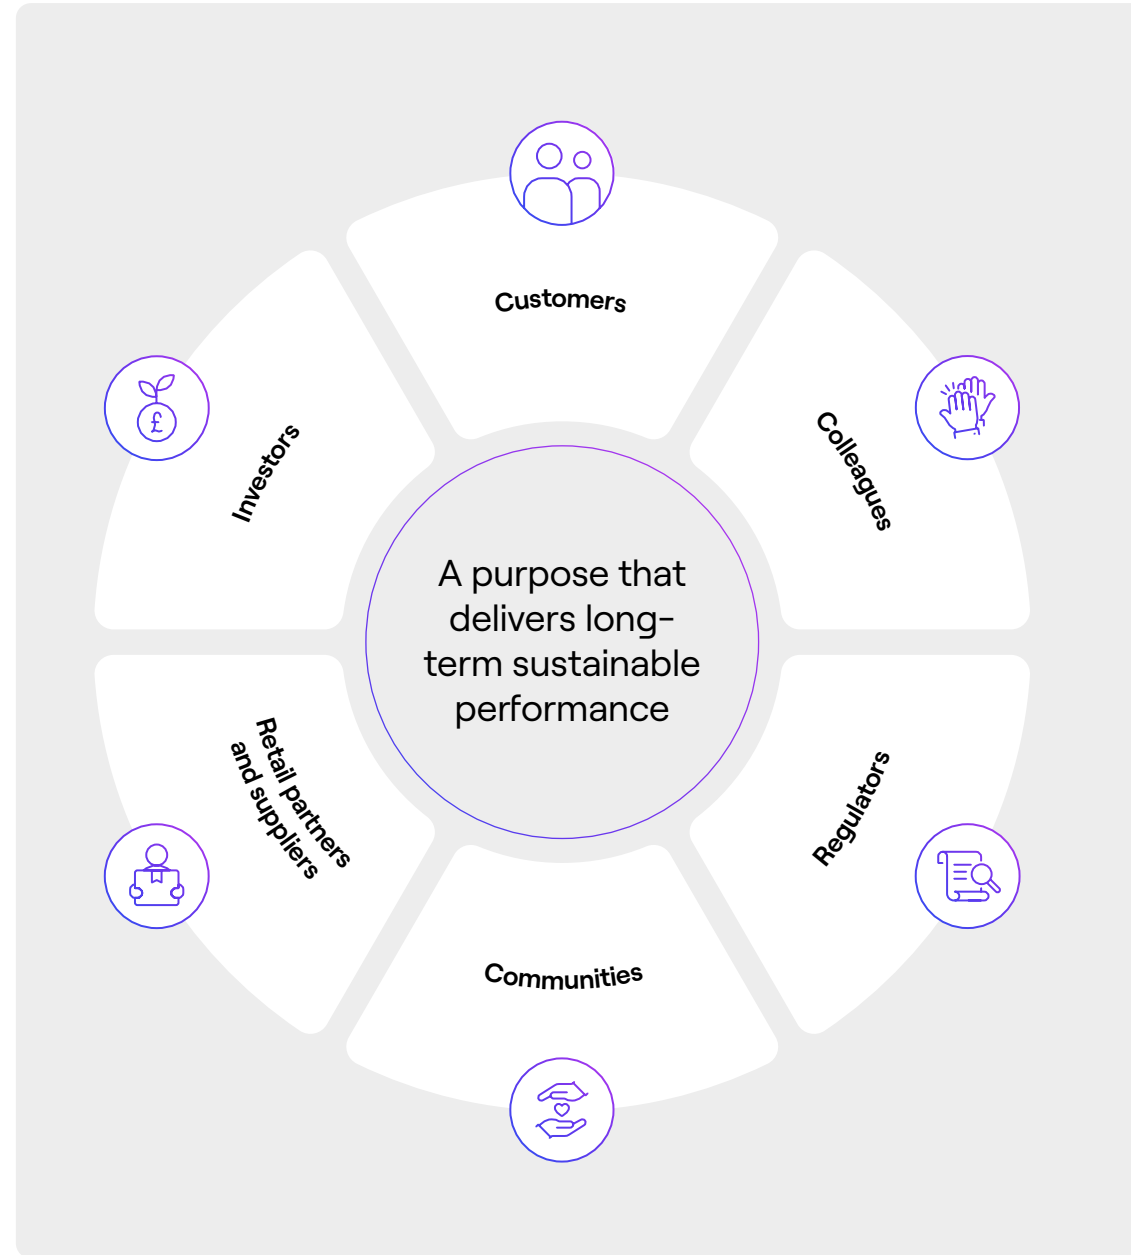 Customers
Colleagues
Regulators
Communities
Retail partners
and suppliers
Investors
£
A purpose that
delivers long-
term sustainable
performance